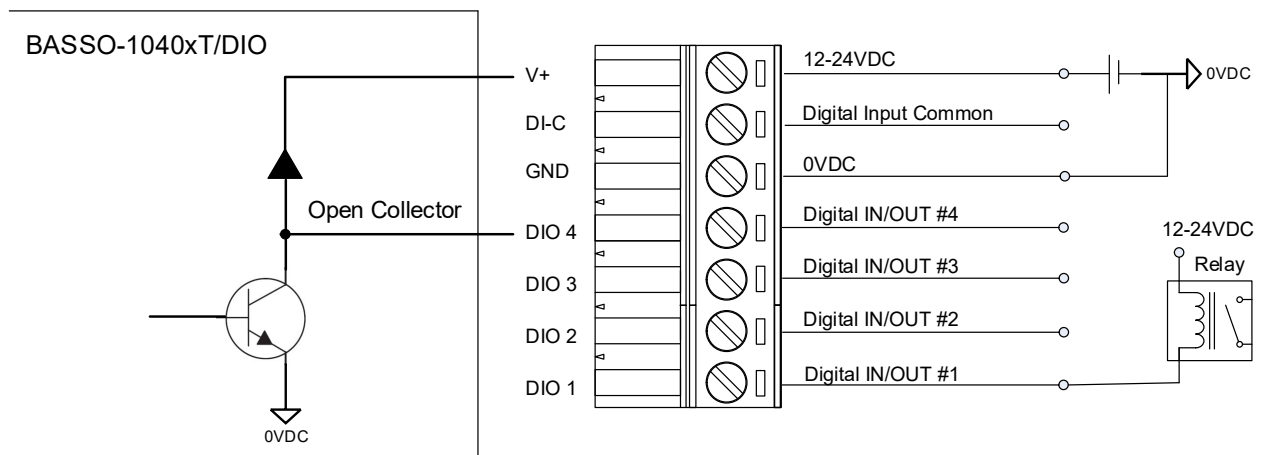 BASSO-1040xT/DIO
V+
12-24VDC
0VDC
DI-C
Digital Input Common
GND
0VDC
Open Collector
DIO 4
Digital IN/OUT #4
12-24VDC
Relay
DIO 3
Digital IN/OUT #3
DIO 2
Digital IN/OUT #2
DIO 1
Digital IN/OUT #1
0VDC